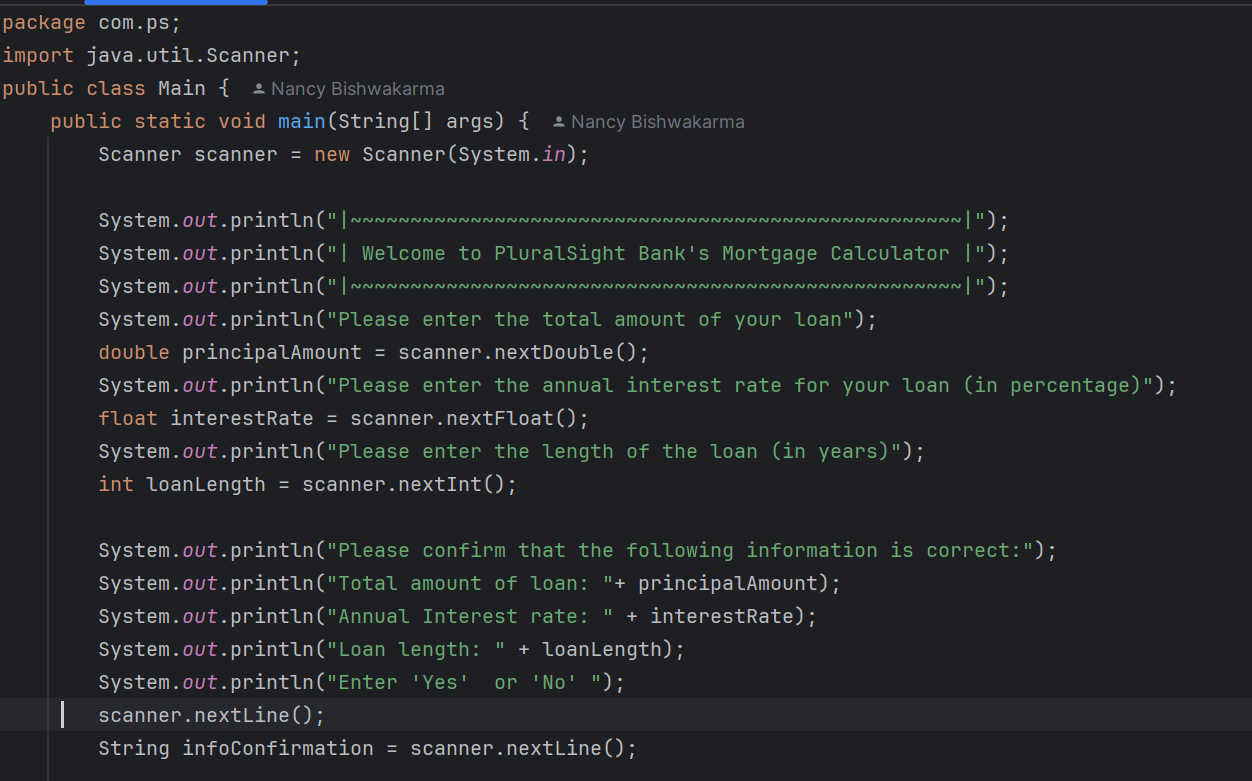 package com.ps;
import java.util.Scanner;
public class Main {  Nancy Bishwakarma
    public static void main(String[] args) {  Nancy Bishwakarma
        Scanner scanner = new Scanner(System.in);

        System.out.println("|~~~~~~~~~~~~~~~~~~~~~~~~~~~~~~~~~~~~~~~~~~~~~~~~~~~|");
        System.out.println("| Welcome to PluralSight Bank's Mortgage Calculator |");
        System.out.println("|~~~~~~~~~~~~~~~~~~~~~~~~~~~~~~~~~~~~~~~~~~~~~~~~~~~|");
        System.out.println("Please enter the total amount of your loan");
        double principalAmount = scanner.nextDouble();
        System.out.println("Please enter the annual interest rate for your loan (in percentage)");
        float interestRate = scanner.nextFloat();
        System.out.println("Please enter the length of the loan (in years)");
        int loanLength = scanner.nextInt();

        System.out.println("Please confirm that the following information is correct:");
        System.out.println("Total amount of loan: "+ principalAmount);
        System.out.println("Annual Interest rate: " + interestRate);
        System.out.println("Loan length: " + loanLength);
        System.out.println("Enter 'Yes'  or 'No' ");
        scanner.nextLine();
        String infoConfirmation = scanner.nextLine();